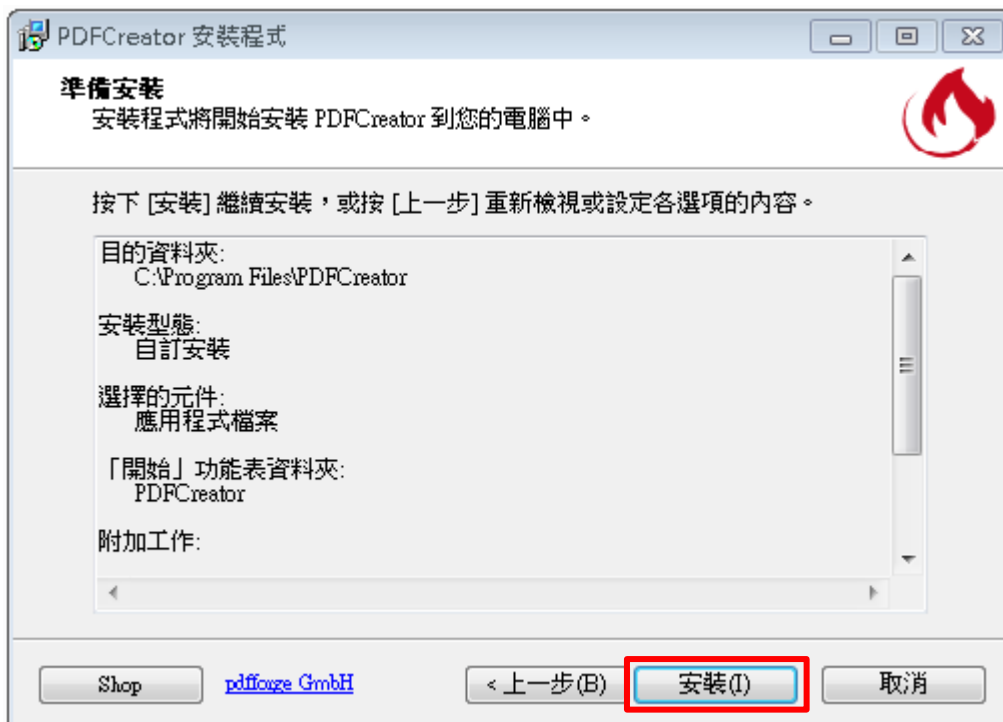 PDFCreator 安裝程式
準備安裝
安裝程式將開始安裝 PDFCreator 到您的電腦中。
按下 [安裝] 繼續安裝，或按 [上一步] 重新檢視或設定各選項的內容。
目的資料夾:
C:\Program Files\PDFCreator
安裝型態:
自訂安裝
選擇的元件:
應用程式檔案
「開始」功能表資料夾:
PDFCreator
附加工作:
Shop pdfforge GmbH < 上一步(B) 安裝(I) 取消